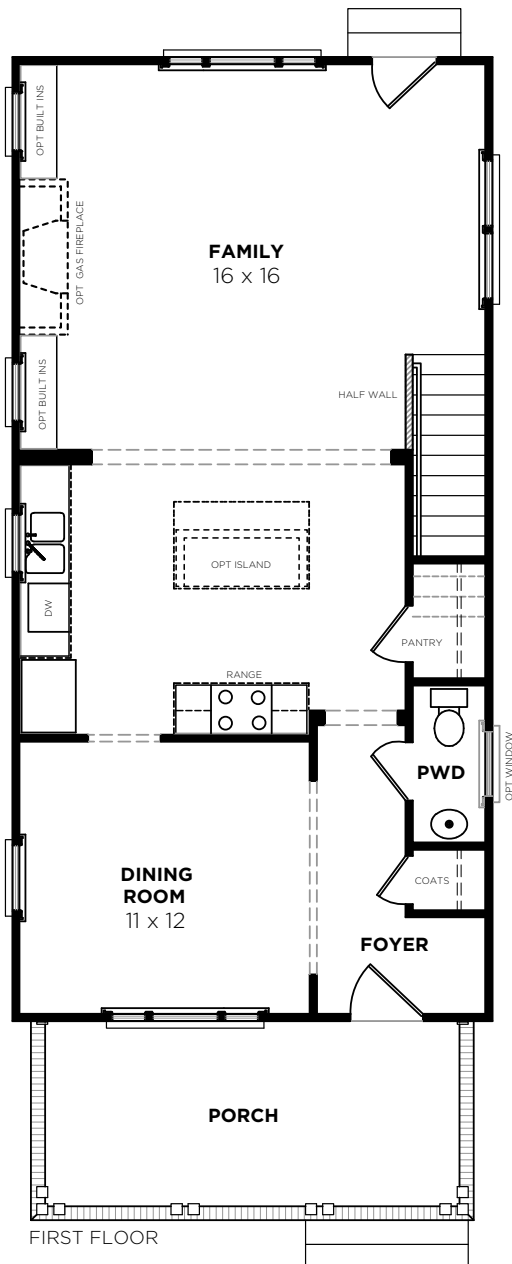 OPT BUILT INS
OPT GAS FIREPLACE
FAMILY
16 x 16
OPT BUILT INS
HALF WALL
OPT ISLAND
DW
PANTRY
RANGE
PWD
OPT WINDOW
DINING
ROOM
11 x 12
COATS
FOYER
PORCH
FIRST FLOOR